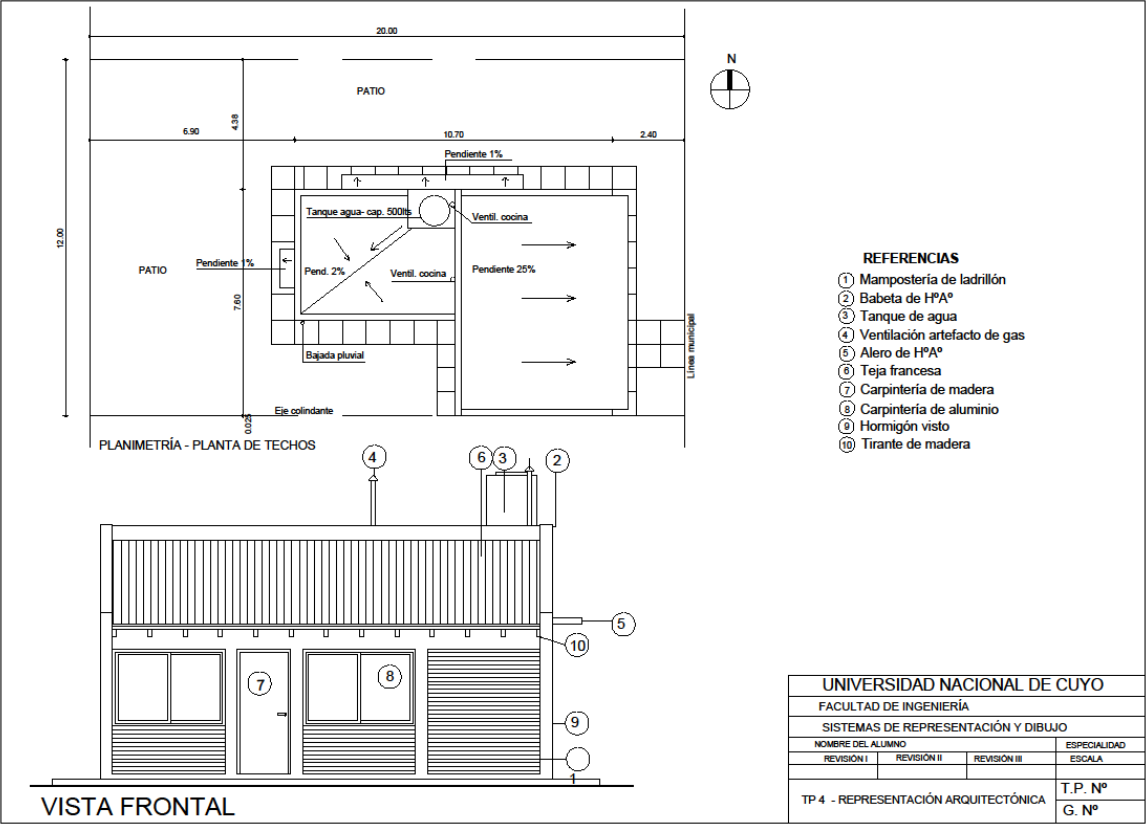 20.00
N
PATIO
6.90
4.38
10.70
2.40
Pendiente 1%
Tanque agua- cap. 500lts
Ventil. cocina
12.00
PATIO
Pendiente 1%
Pend. 2%
Ventil. cocina
Pendiente 25%
7.60
Línea municipal
Bajada pluvial
Eje colindante
0.025
PLANIMETRÍA - PLANTA DE TECHOS
REFERENCIAS
1 Mampostería de ladrillón
2 Babeta de HºAº
3 Tanque de agua
4 Ventilación artefacto de gas
5 Alero de HºAº
6 Teja francesa
7 Carpintería de madera
8 Carpintería de aluminio
9 Hormigón visto
10 Tirante de madera
4
6
3
2
5
10
7
8
9
1
VISTA FRONTAL
UNIVERSIDAD NACIONAL DE CUYO
FACULTAD DE INGENIERÍA
SISTEMAS DE REPRESENTACIÓN Y DIBUJO
NOMBRE DEL ALUMNO ESPECIALIDAD
REVISIÓN I REVISIÓN II REVISIÓN III ESCALA
TP 4 - REPRESENTACIÓN ARQUITECTÓNICA
T.P. Nº
G. Nº